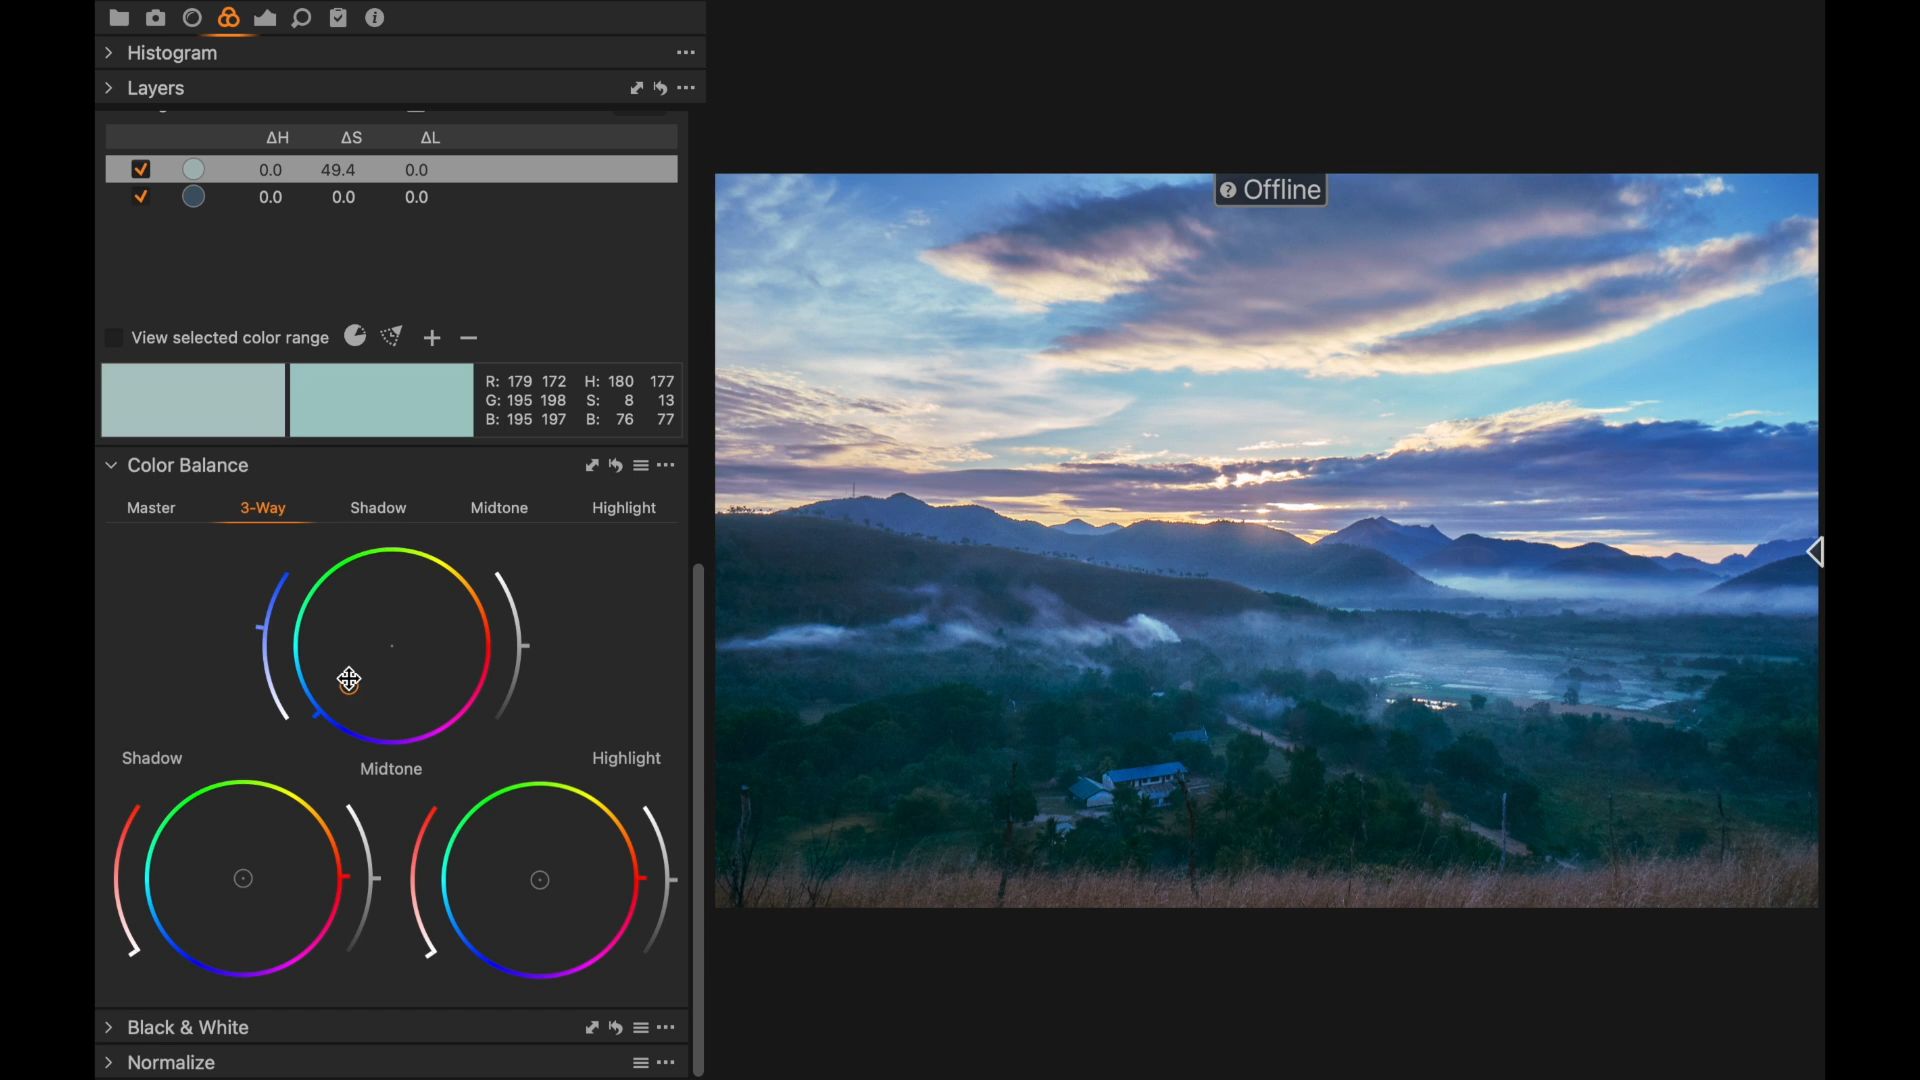 Histogram
Layers
ΔH ΔS ΔL
0.0 49.4 0.0
0.0 0.0 0.0
View selected color range
R: 179 172 H: 180 177
G: 195 198 S: 8 13
B: 195 197 B: 76 77
Color Balance
Master 3-Way Shadow Midtone Highlight
Shadow Midtone Highlight
Black & White
Normalize
Offline